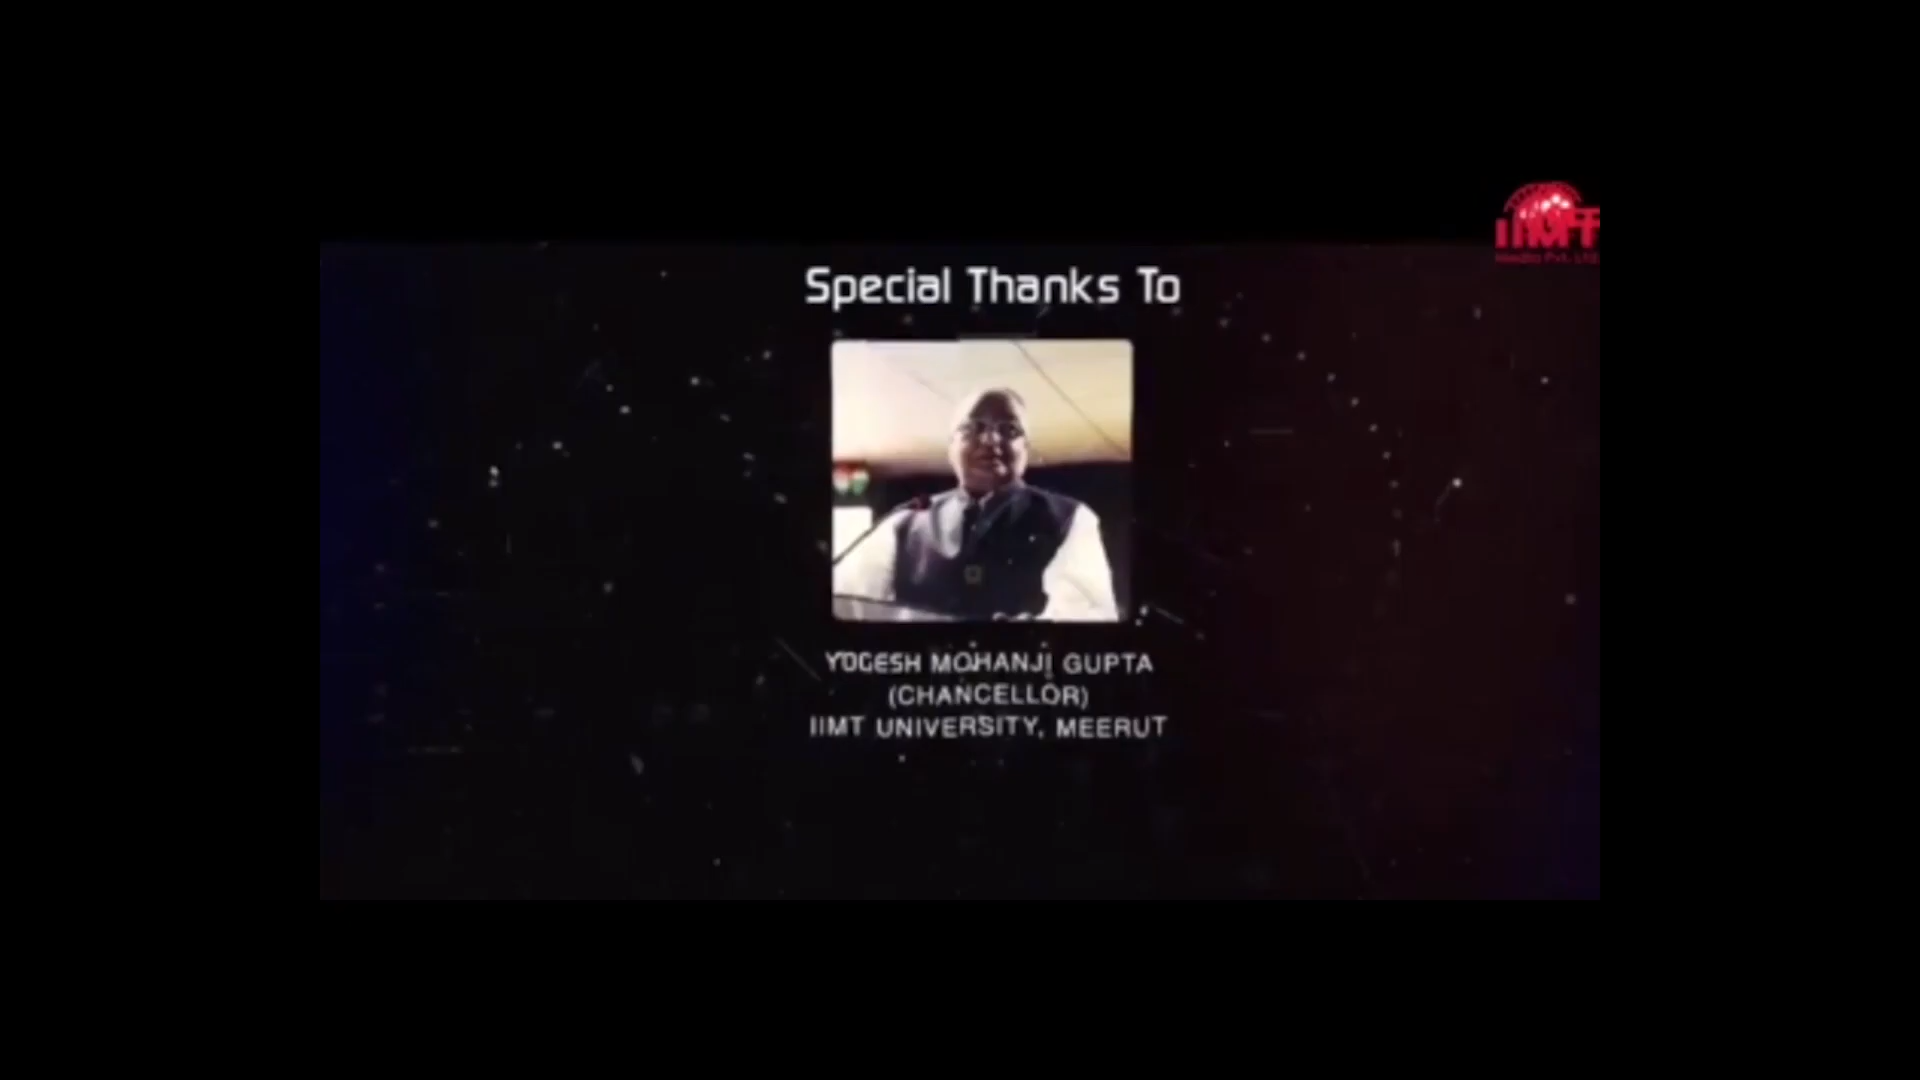 Special Thanks To
YOGESH MOHANJI GUPTA
(CHANCELLOR)
IIMT UNIVERSITY, MEERUT